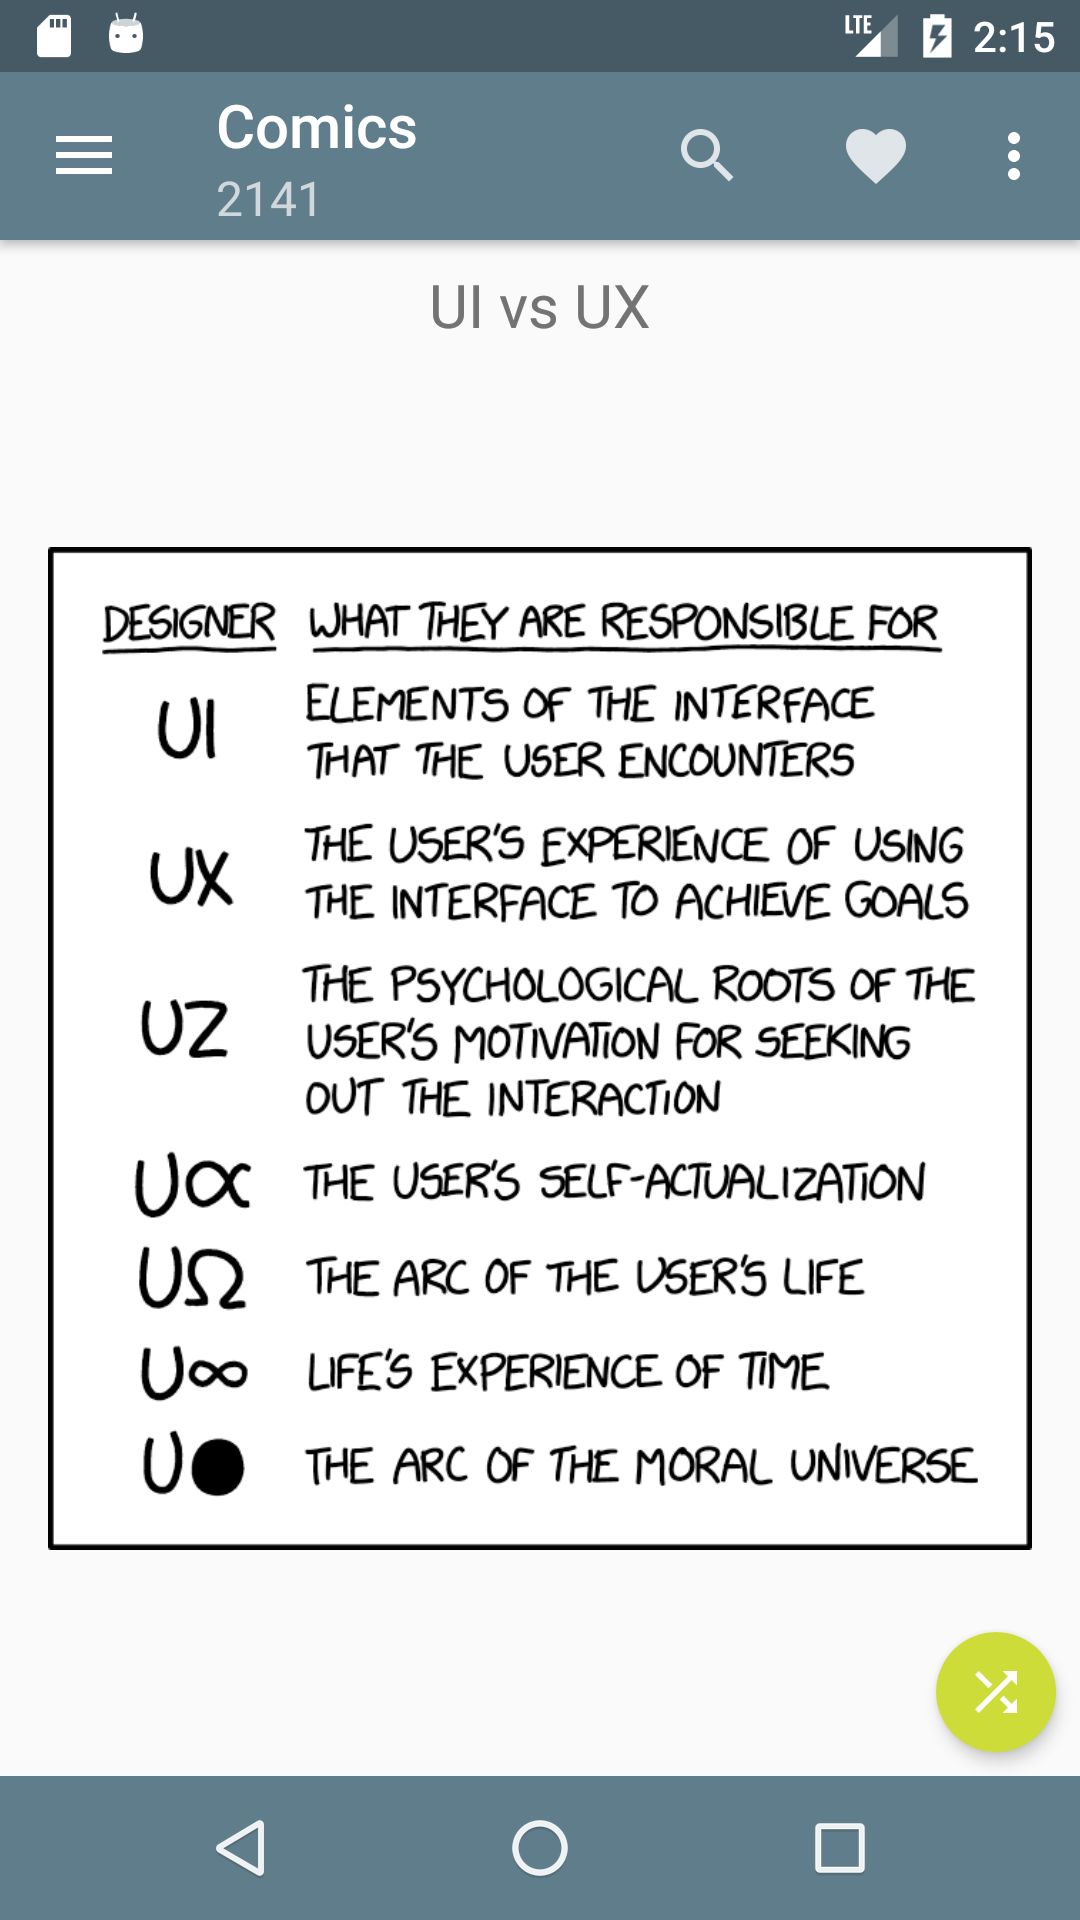 LTE 2:15
Comics
2141
UI vs UX
DESIGNER WHAT THEY ARE RESPONSIBLE FOR
UI ELEMENTS OF THE INTERFACE
THAT THE USER ENCOUNTERS
UX THE USER'S EXPERIENCE OF USING
THE INTERFACE TO ACHIEVE GOALS
UZ THE PSYCHOLOGICAL ROOTS OF THE
USER'S MOTIVATION FOR SEEKING
OUT THE INTERACTION
U∝ THE USER'S SELF-ACTUALIZATION
UΩ THE ARC OF THE USER'S LIFE
U∞ LIFE'S EXPERIENCE OF TIME
U● THE ARC OF THE MORAL UNIVERSE